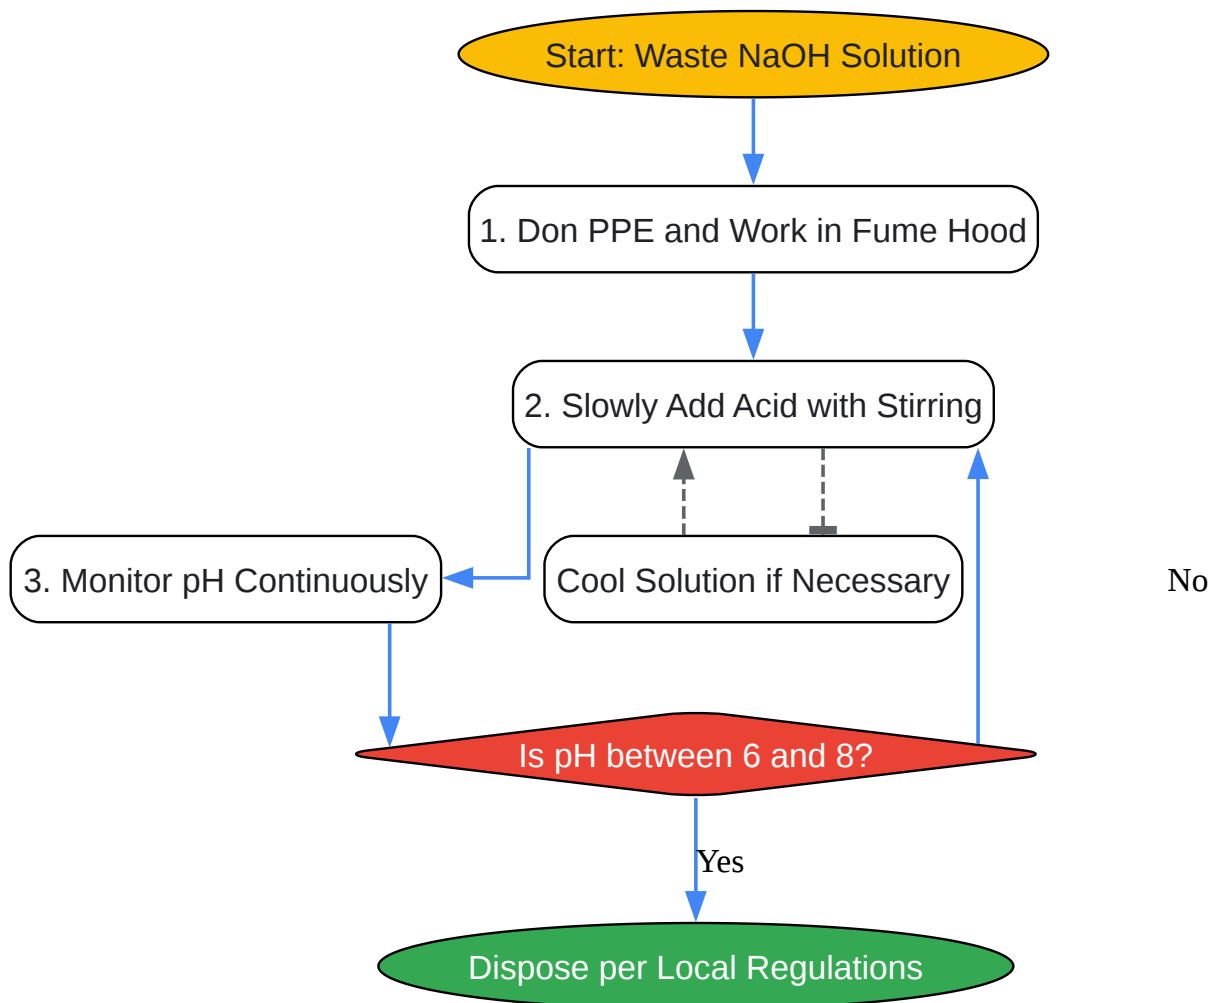 Start: Waste NaOH Solution
1. Don PPE and Work in Fume Hood
2. Slowly Add Acid with Stirring
3. Monitor pH Continuously
Cool Solution if Necessary
No
Is pH between 6 and 8?
Yes
Dispose per Local Regulations